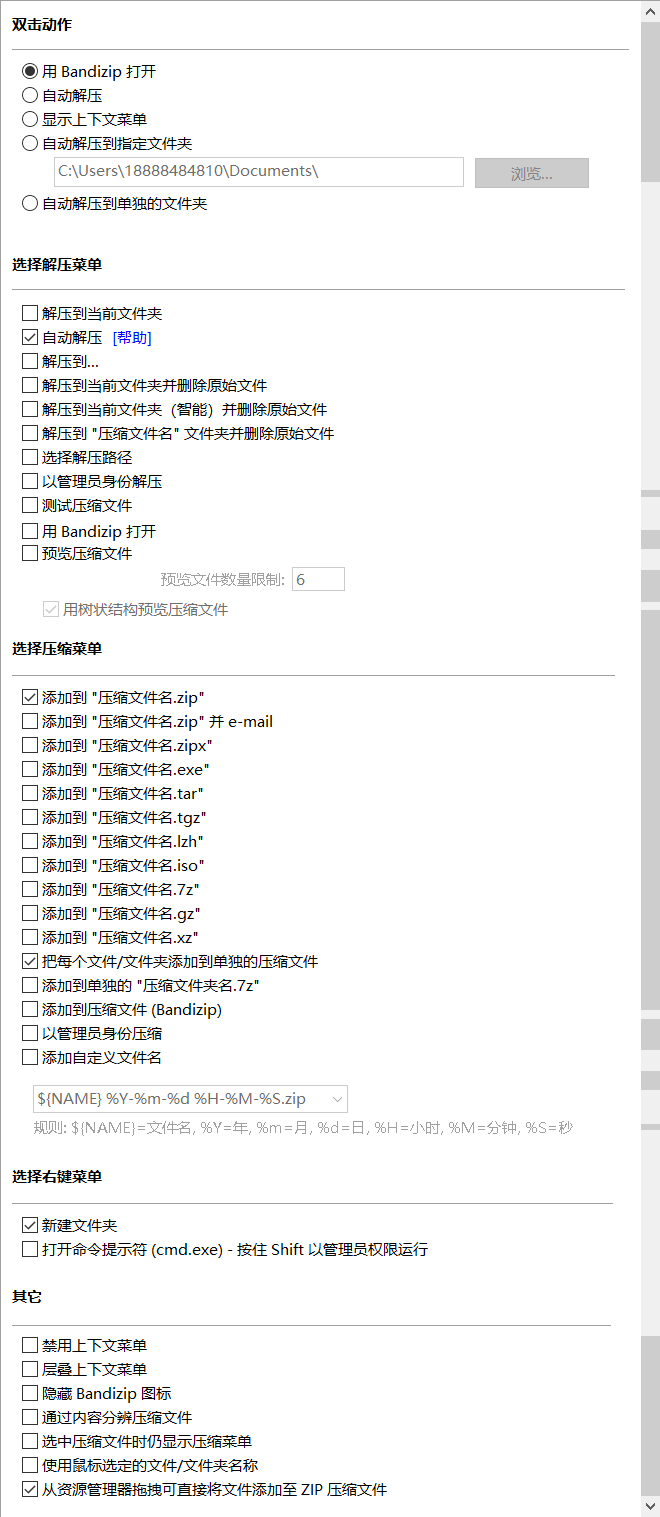 双击动作
用 Bandizip 打开
自动解压
显示上下文菜单
自动解压到指定文件夹
C:\Users\18888484810\Documents\
浏览...
自动解压到单独的文件夹
选择解压菜单
解压到当前文件夹
自动解压 [帮助]
解压到...
解压到当前文件夹并删除原始文件
解压到当前文件夹（智能）并删除原始文件
解压到 "压缩文件名" 文件夹并删除原始文件
选择解压路径
以管理员身份解压
测试压缩文件
用 Bandizip 打开
预览压缩文件
预览文件数量限制: 6
用树状结构预览压缩文件
选择压缩菜单
添加到 "压缩文件名.zip"
添加到 "压缩文件名.zip" 并 e-mail
添加到 "压缩文件名.zipx"
添加到 "压缩文件名.exe"
添加到 "压缩文件名.tar"
添加到 "压缩文件名.tgz"
添加到 "压缩文件名.lzh"
添加到 "压缩文件名.iso"
添加到 "压缩文件名.7z"
添加到 "压缩文件名.gz"
添加到 "压缩文件名.xz"
把每个文件/文件夹添加到单独的压缩文件
添加到单独的 "压缩文件夹名.7z"
添加到压缩文件 (Bandizip)
以管理员身份压缩
添加自定义文件名
${NAME} %Y-%m-%d %H-%M-%S.zip
规则: ${NAME}=文件名, %Y=年, %m=月, %d=日, %H=小时, %M=分钟, %S=秒
选择右键菜单
新建文件夹
打开命令提示符 (cmd.exe) - 按住 Shift 以管理员权限运行
其它
禁用上下文菜单
层叠上下文菜单
隐藏 Bandizip 图标
通过内容分辨压缩文件
选中压缩文件时仍显示压缩菜单
使用鼠标选定的文件/文件夹名称
从资源管理器拖拽可直接将文件添加至 ZIP 压缩文件